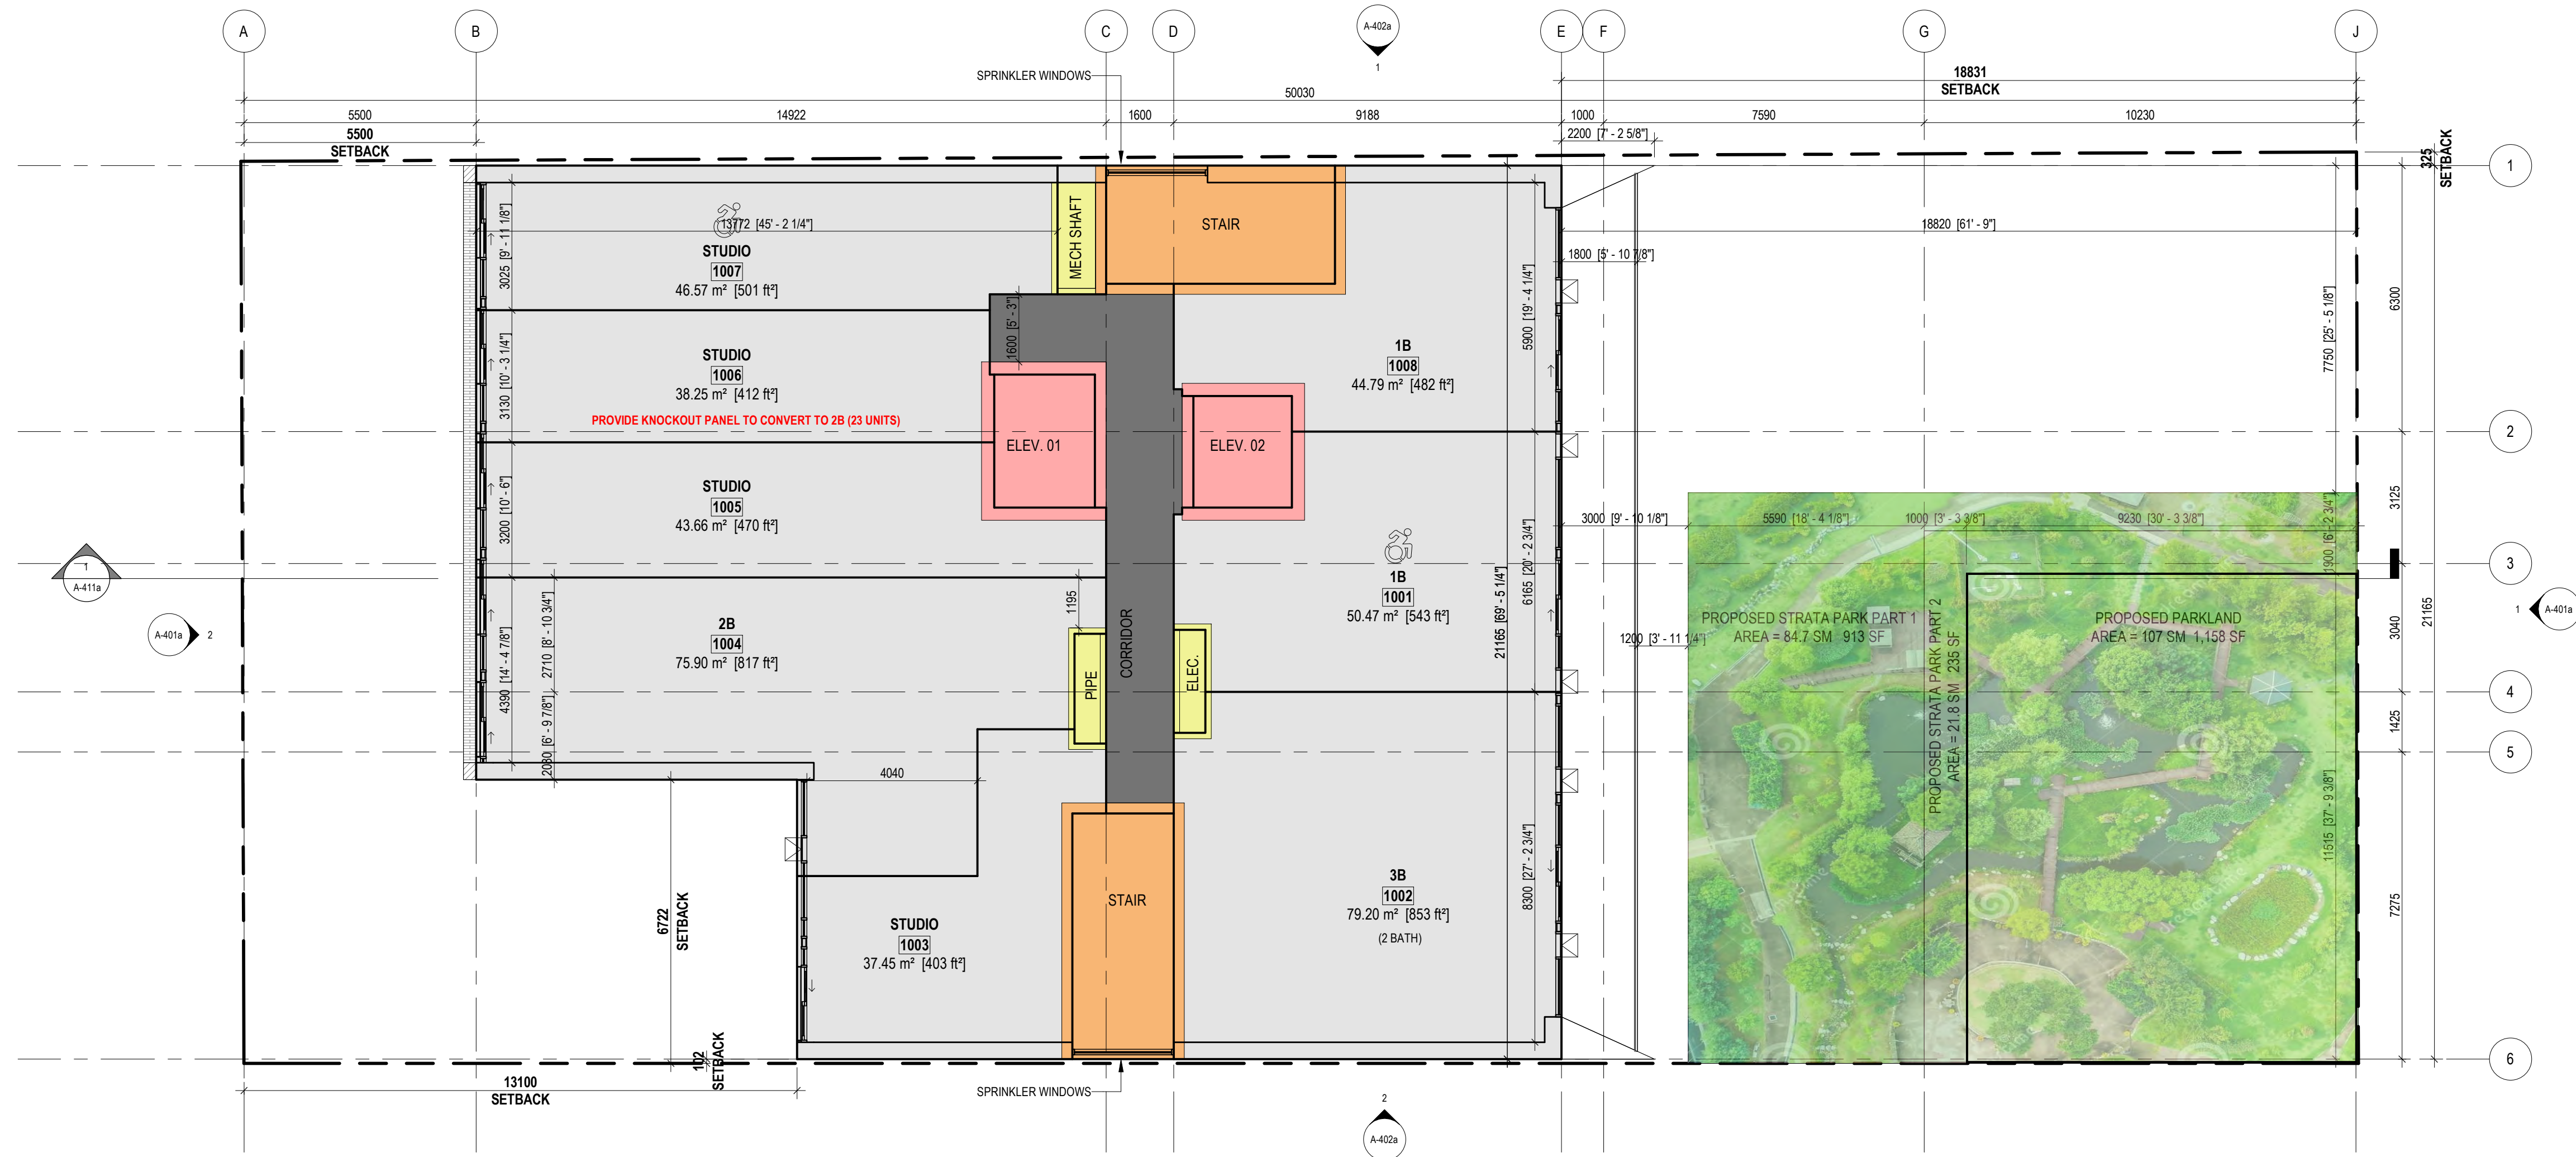 A
B
C
D
E
F
G
J
A-402a
1
SPRINKLER WINDOWS
18831
SETBACK
50030
5500
14922
1600
9188
1000
7590
10230
5500
SETBACK
2200 [7' - 2 5/8"]
325
SETBACK
1
STAIR
MECH SHAFT
13772 [45' - 2 1/4"]
STUDIO
1007
46.57 m² [501 ft²]
3025 [9' - 11 1/8"]
18820 [61' - 9"]
1800 [5' - 10 7/8"]
5900 [19' - 4 1/4"]
7750 [25' - 5 1/8"]
6300
1600 [5' - 3"]
STUDIO
1006
38.25 m² [412 ft²]
3130 [10' - 3 1/4"]
PROVIDE KNOCKOUT PANEL TO CONVERT TO 2B (23 UNITS)
1B
1008
44.79 m² [482 ft²]
2
ELEV. 01
ELEV. 02
STUDIO
1005
43.66 m² [470 ft²]
3200 [10' - 6"]
3000 [9' - 10 1/8"]
5590 [18' - 4 1/8"]
1000 [3' - 3 3/8"]
9230 [30' - 3 3/8"]
1900 [6' - 2 3/4"]
3125
3
1
A-411a
A-401a
2
1B
1001
50.47 m² [543 ft²]
6165 [20' - 2 3/4"]
21165 [69' - 5 1/4"]
21165
1
A-401a
1195
2B
1004
75.90 m² [817 ft²]
4390 [14' - 4 7/8"]
2710 [8' - 10 3/4"]
2080 [6' - 9 7/8"]
CORRIDOR
PIPE
ELEC.
1200 [3' - 11 1/4"]
PROPOSED STRATA PARK PART 1
AREA = 84.7 SM 913 SF
PROPOSED STRATA PARK PART 2
AREA = 21.8 SM 235 SF
PROPOSED PARKLAND
AREA = 107 SM 1,158 SF
3040
4
1425
5
4040
6722
SETBACK
STUDIO
1003
37.45 m² [403 ft²]
STAIR
3B
1002
79.20 m² [853 ft²]
(2 BATH)
8300 [27' - 2 3/4"]
11515 [37' - 9 3/8"]
7275
6
102
SETBACK
13100
SETBACK
SPRINKLER WINDOWS
2
A-402a